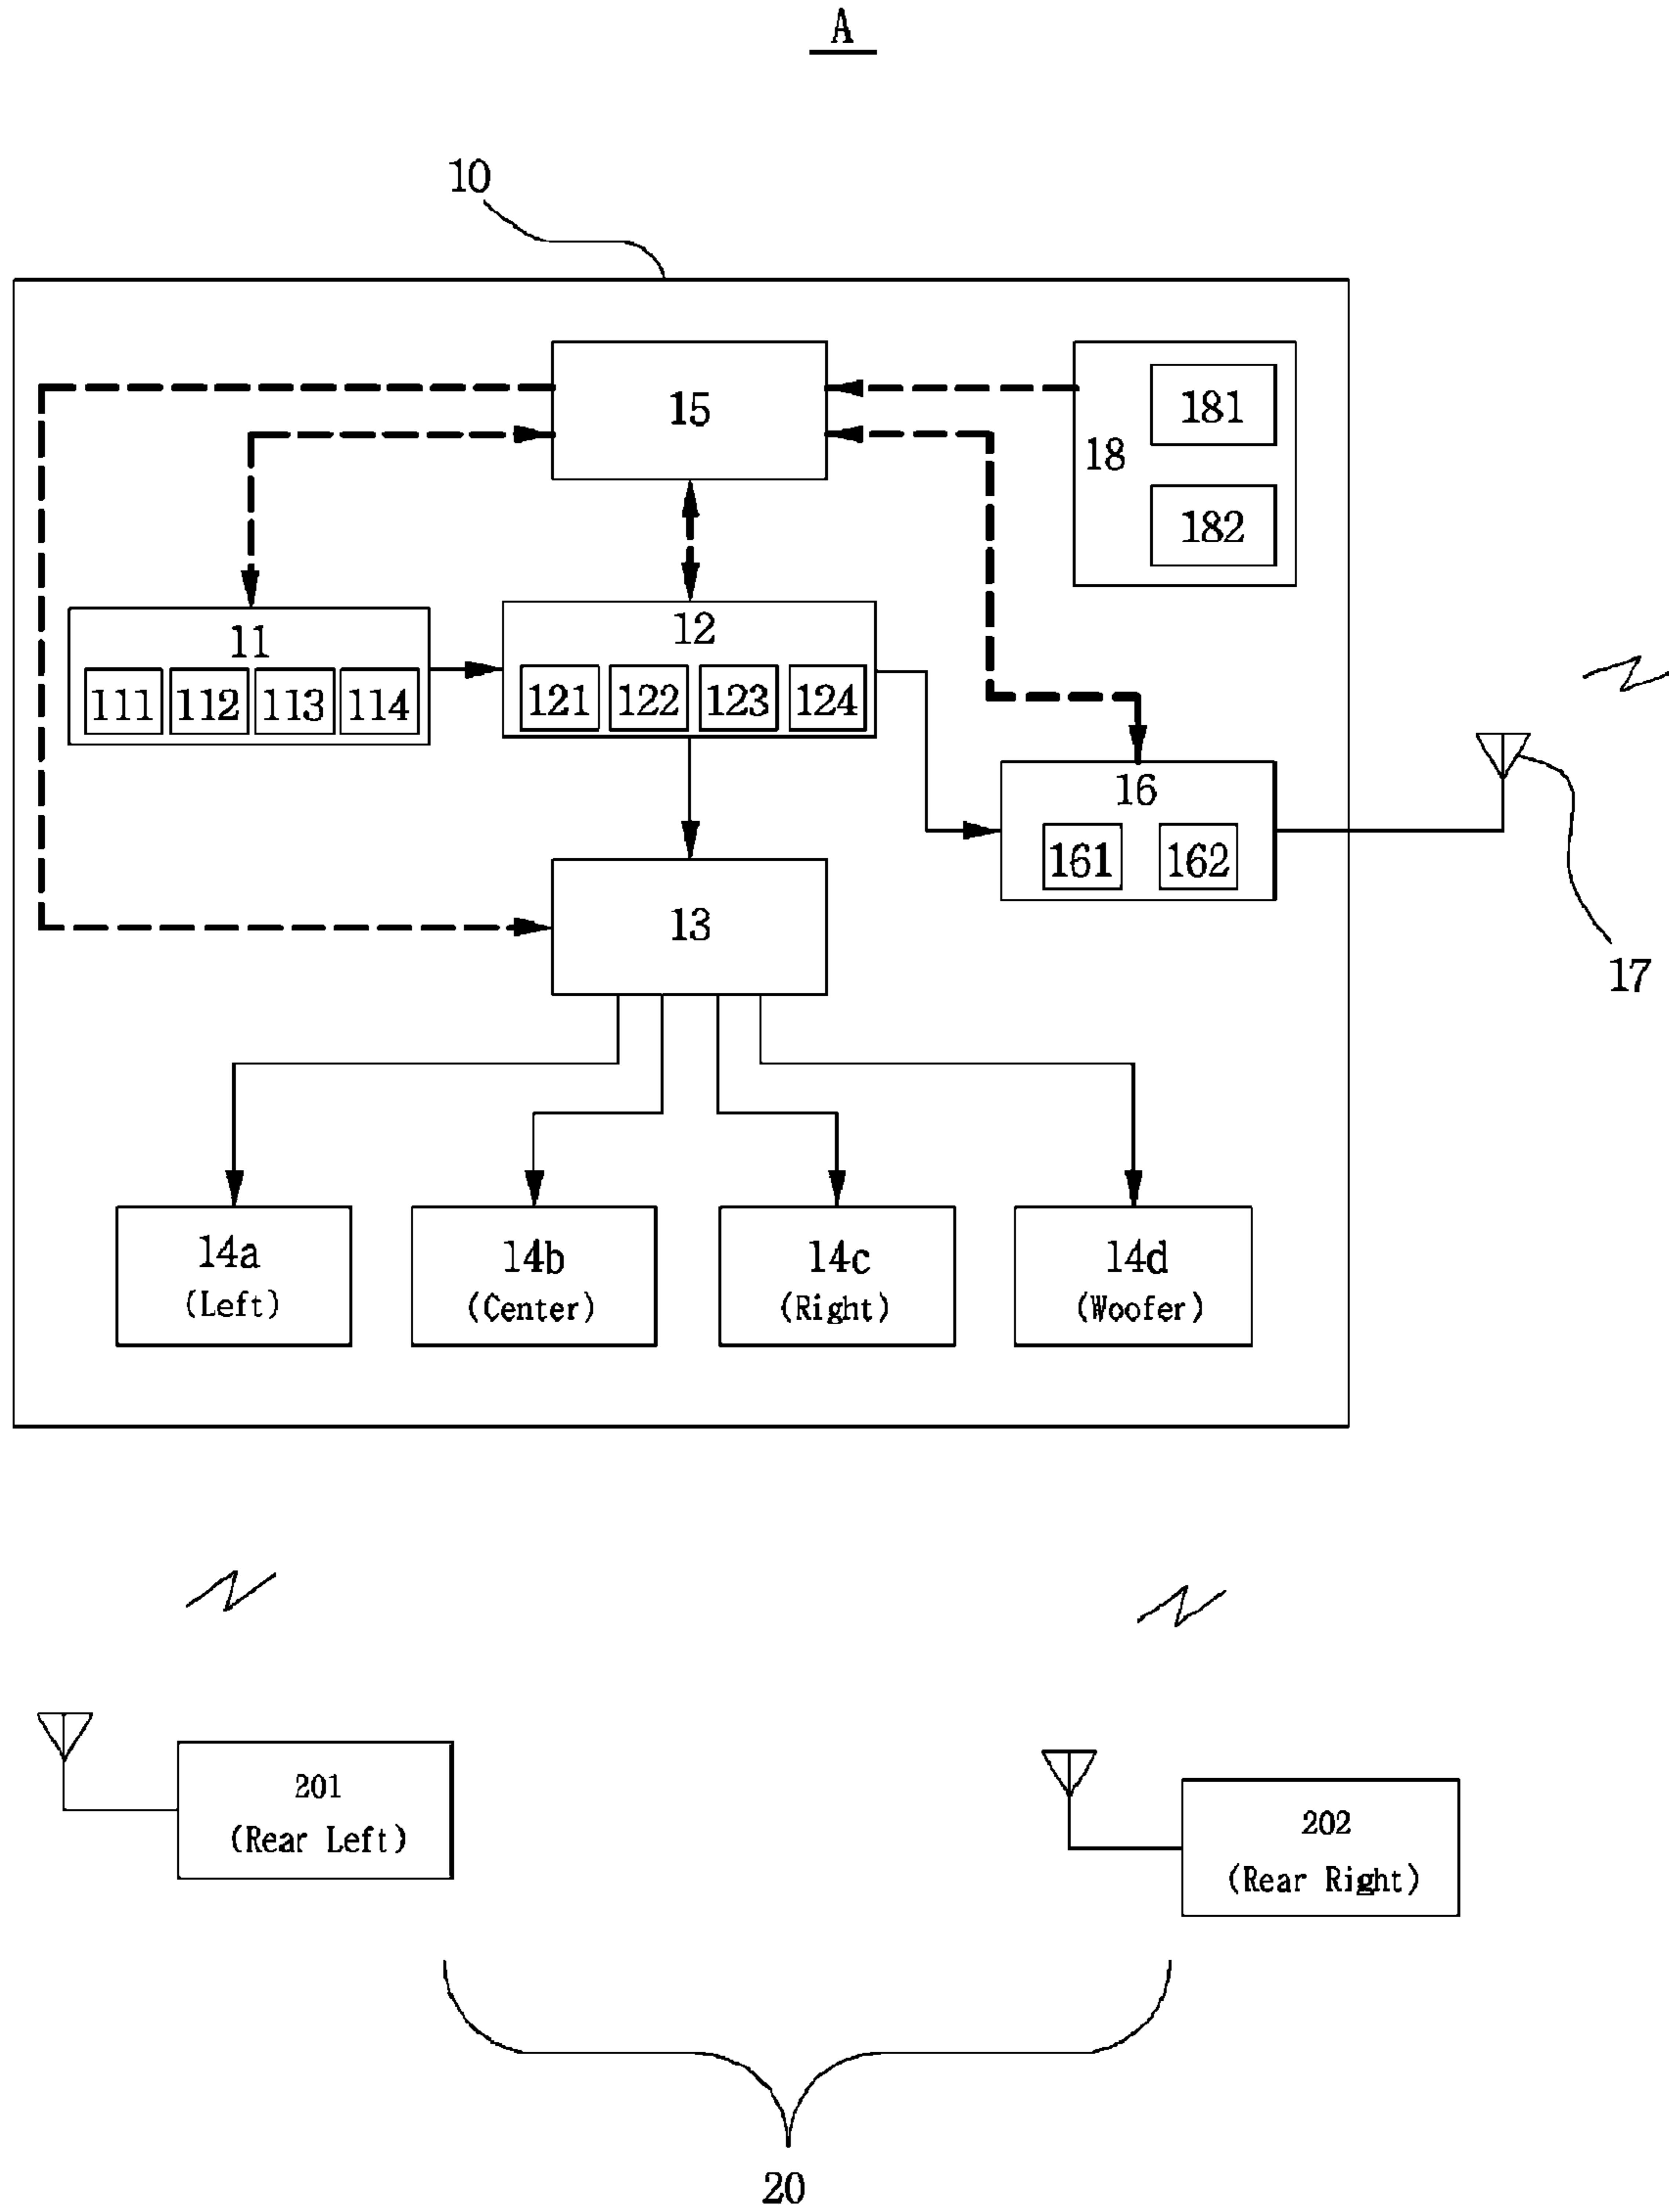 A
10
15
181
18
182
11
111 112 113 114
12
121 122 123 124
16
161 162
17
13
14a
(Left)
14b
(Center)
14c
(Right)
14d
(Woofer)
201
(Rear Left)
202
(Rear Right)
20